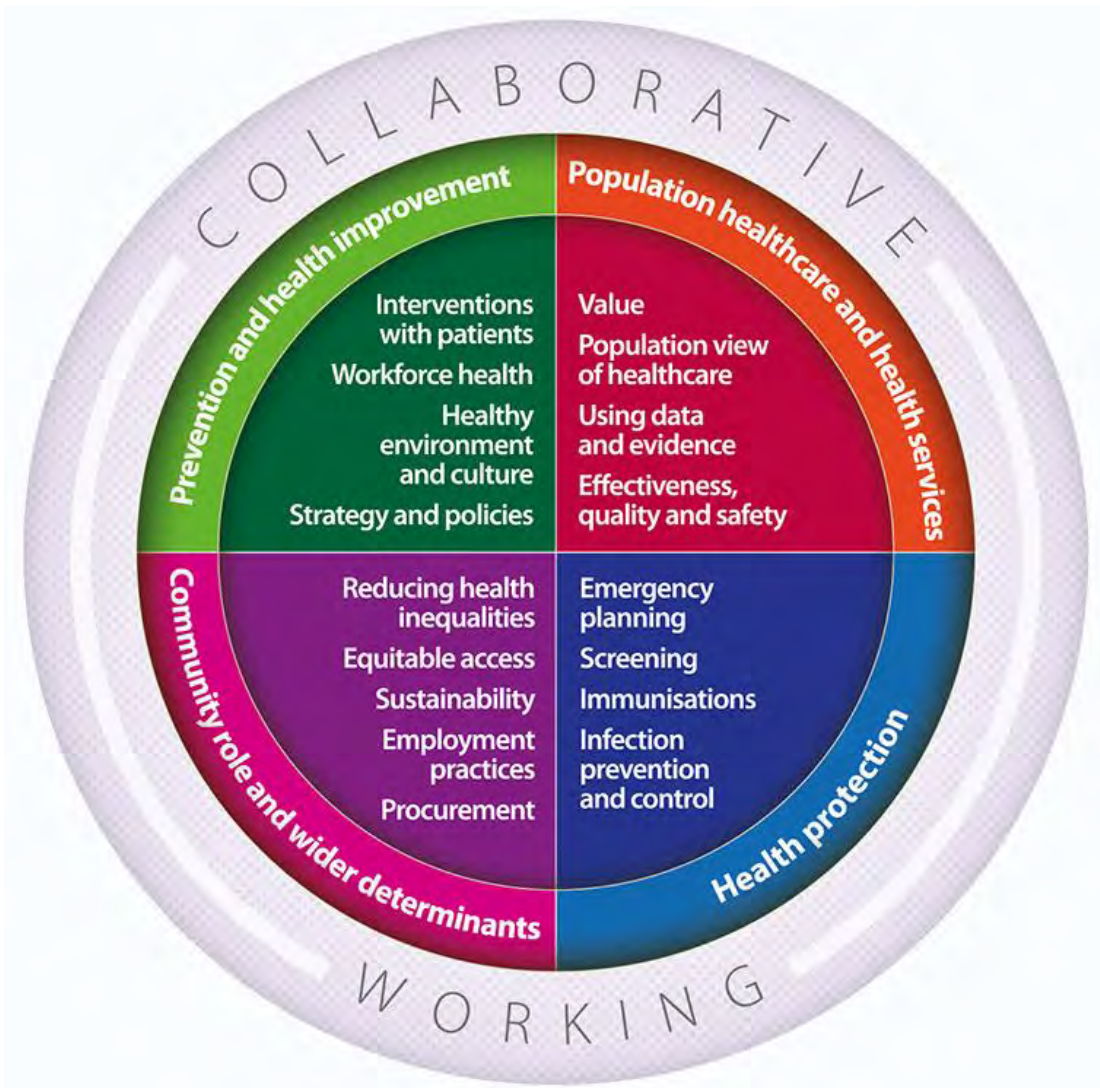 COLLABORATIVE
Prevention and health improvement
Interventions
with patients
Workforce health
Healthy
environment
and culture
Strategy and policies
Population healthcare and health services
Value
Population view
of healthcare
Using data
and evidence
Effectiveness,
quality and safety
Community role and wider determinants
Reducing health
inequalities
Equitable access
Sustainability
Employment
practices
Procurement
Health protection
Emergency
planning
Screening
Immunisations
Infection
prevention
and control
WORKING